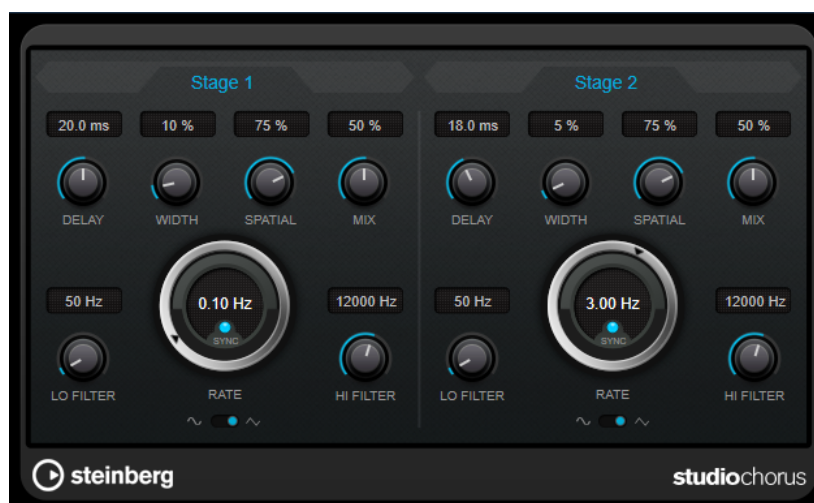 Stage 1
20.0 ms 10 % 75 % 50 %
DELAY WIDTH SPATIAL MIX
50 Hz 0.10 Hz 12000 Hz
SYNC
LO FILTER RATE HI FILTER
Stage 2
18.0 ms 5 % 75 % 50 %
DELAY WIDTH SPATIAL MIX
50 Hz 3.00 Hz 12000 Hz
SYNC
LO FILTER RATE HI FILTER
steinberg
studiochorus